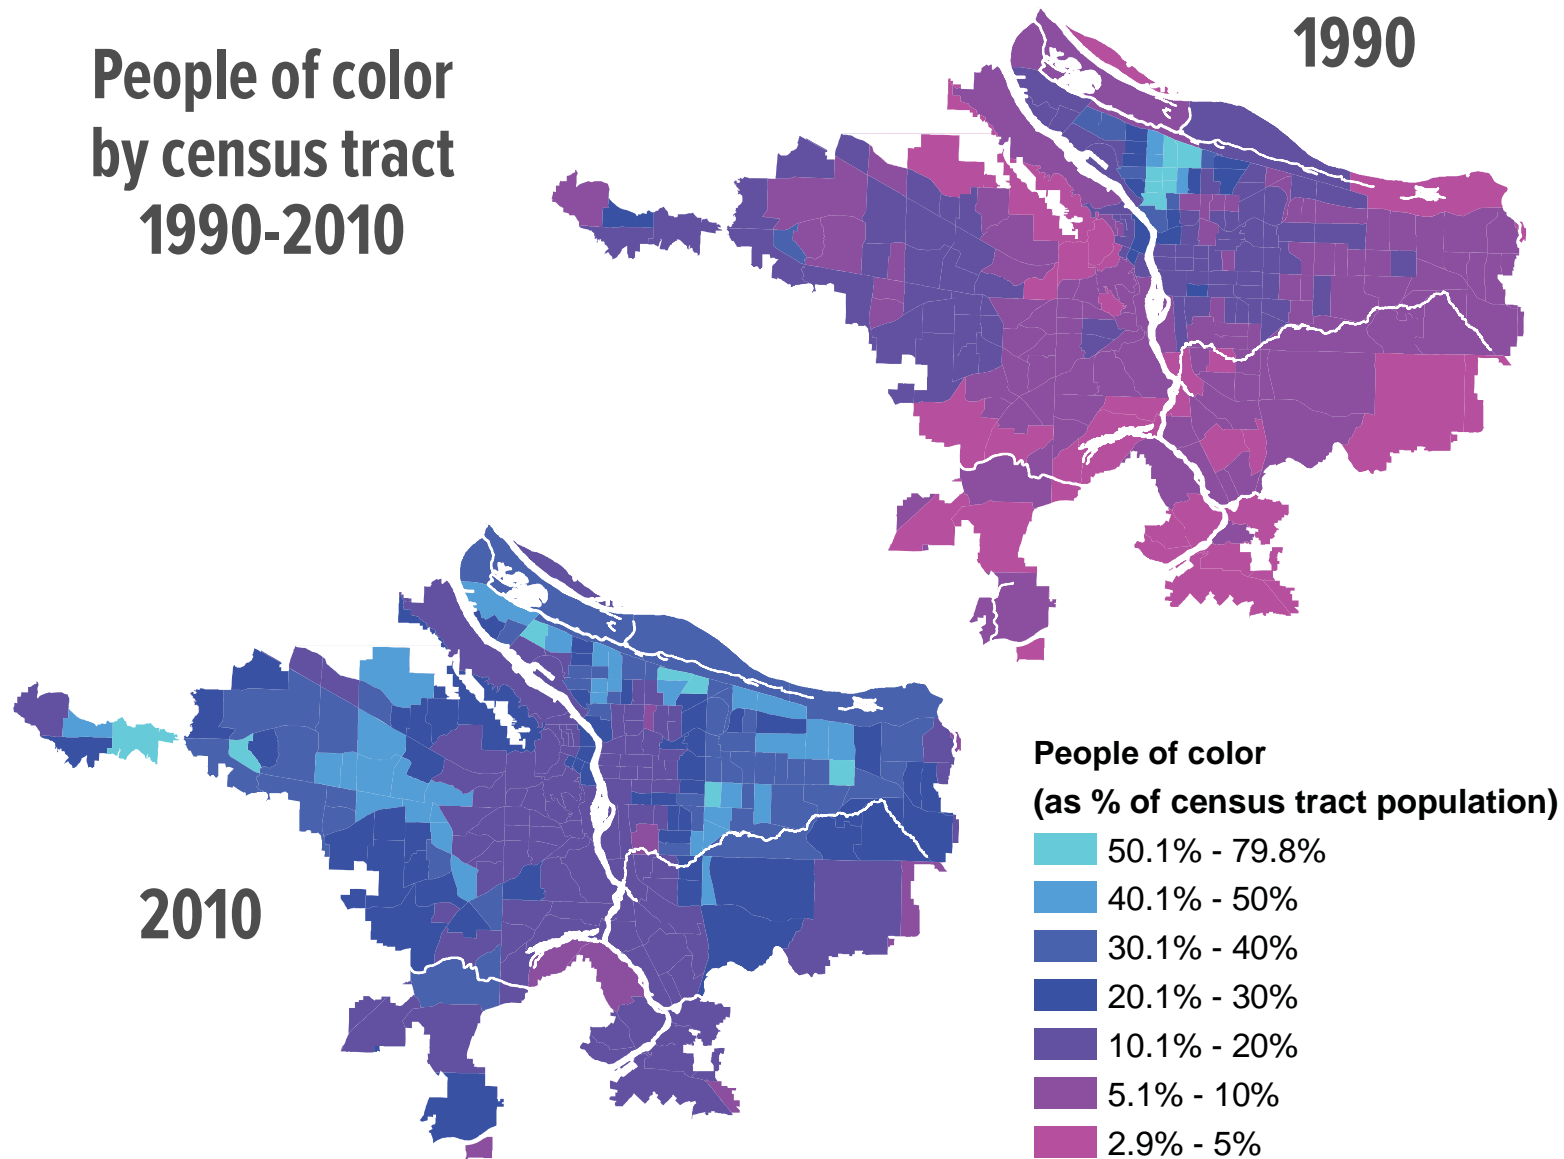 People of color
by census tract
1990-2010
1990
2010
People of color
(as % of census tract population)
50.1% - 79.8%
40.1% - 50%
30.1% - 40%
20.1% - 30%
10.1% - 20%
5.1% - 10%
2.9% - 5%